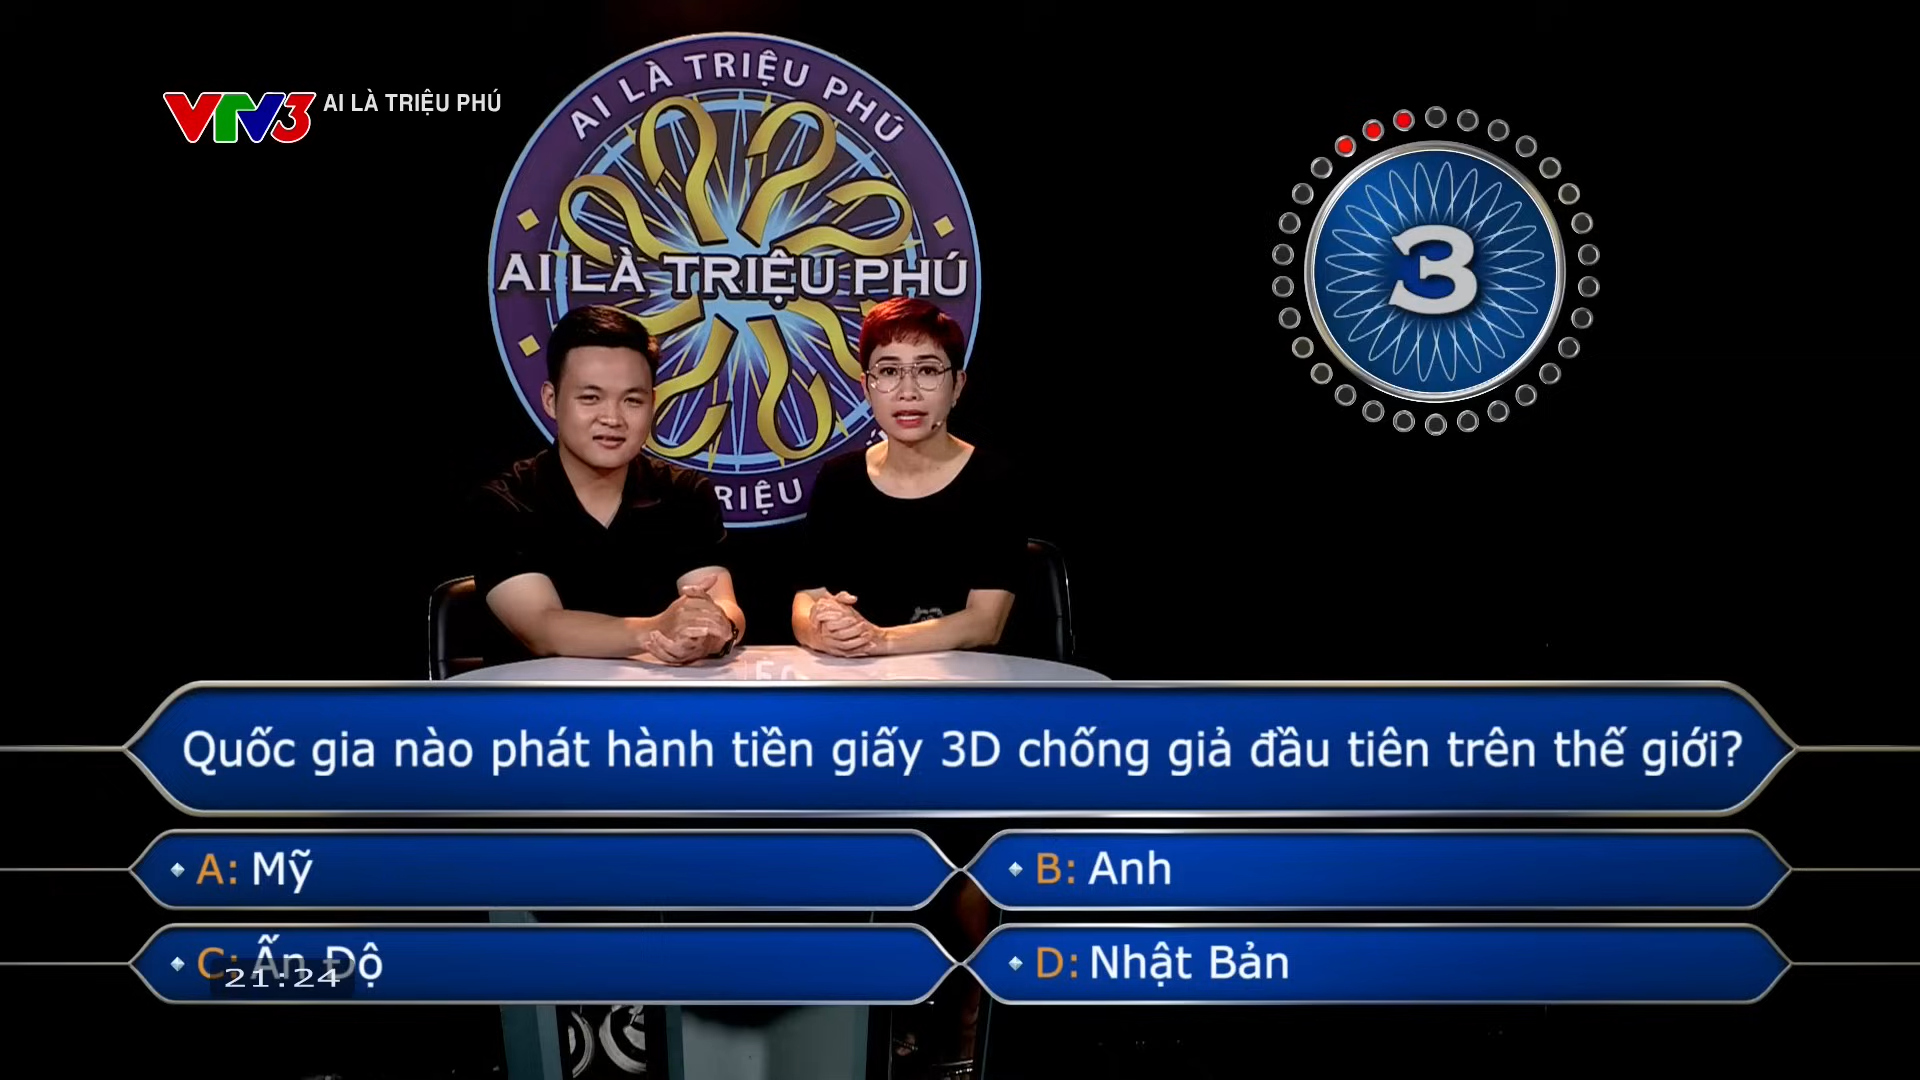 VTV3 AI LÀ TRIỆU PHÚ
AI LÀ TRIỆU PHÚ
AI LÀ TRIỆU PHÚ
TRIỆU
3
Quốc gia nào phát hành tiền giấy 3D chống giả đầu tiên trên thế giới?
A: Mỹ
B: Anh
C: Ấn Độ
21:24
D: Nhật Bản